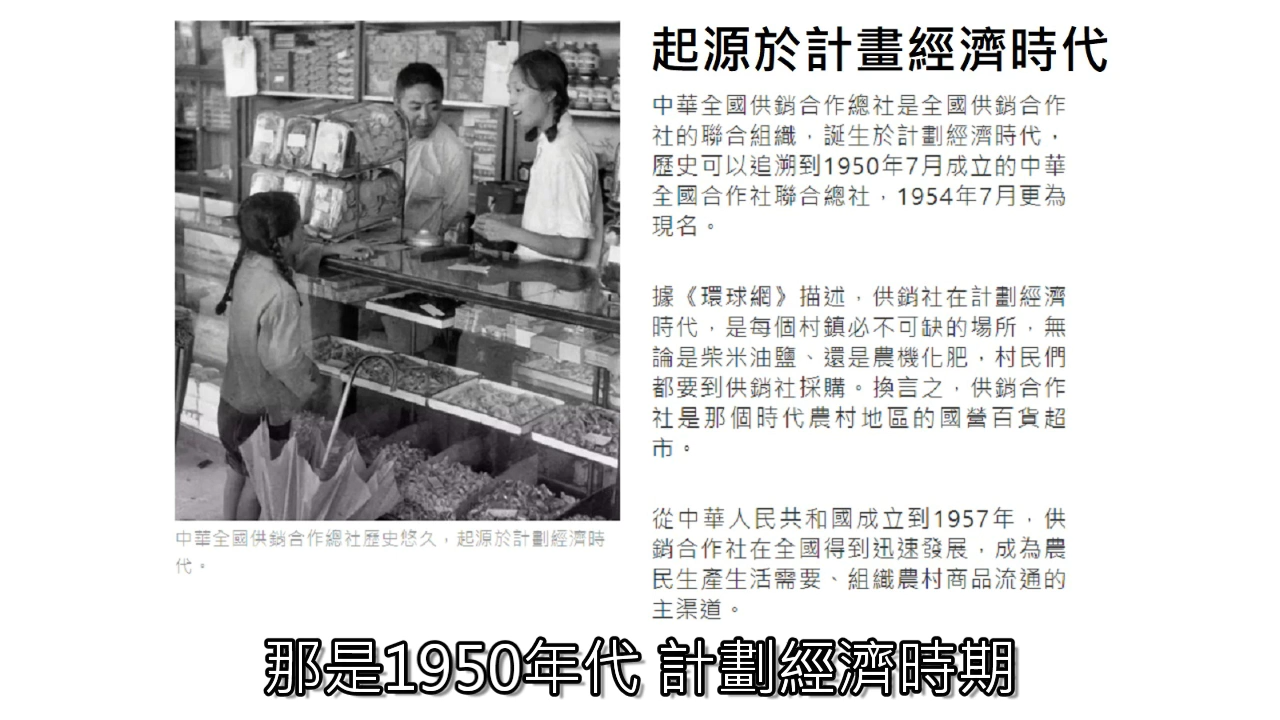 起源於計畫經濟時代
中華全國供銷合作總社是全國供銷合作
社的聯合組織，誕生於計劃經濟時代，
歷史可以追溯到1950年7月成立的中華
全國合作社聯合總社，1954年7月更為
現名。
據《環球網》描述，供銷社在計劃經濟
時代，是每個村鎮必不可缺的場所，無
論是柴米油鹽、還是農機化肥，村民們
都要到供銷社採購。換言之，供銷合作
社是那個時代農村地區的國營百貨超
市。
從中華人民共和國成立到1957年，供
銷合作社在全國得到迅速發展，成為農
民生產生活需要、組織農村商品流通的
主渠道。
中華全國供銷合作總社歷史悠久，起源於計劃經濟時
代。
那是1950年代 計劃經濟時期